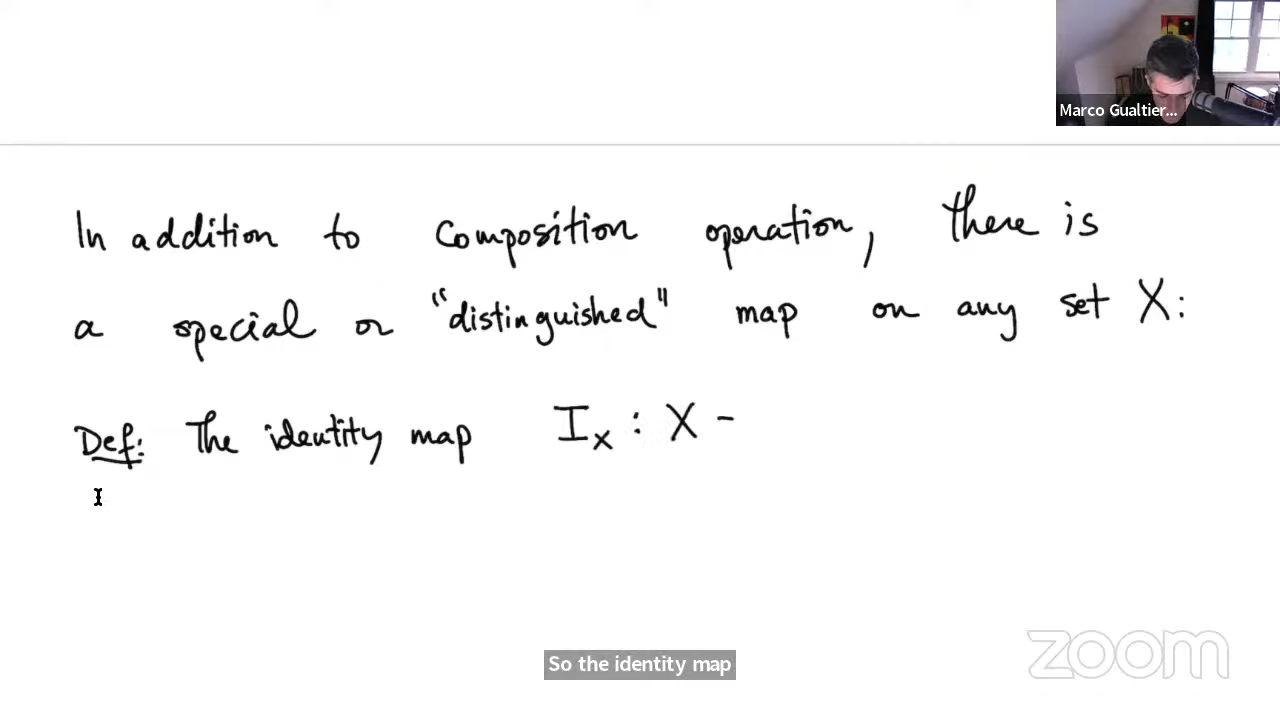 Marco Gualtier...
In addition to composition operation, there is
a special or "distinguished" map on any set X:
Def: The identity map I_X : X -
So the identity map
zoom